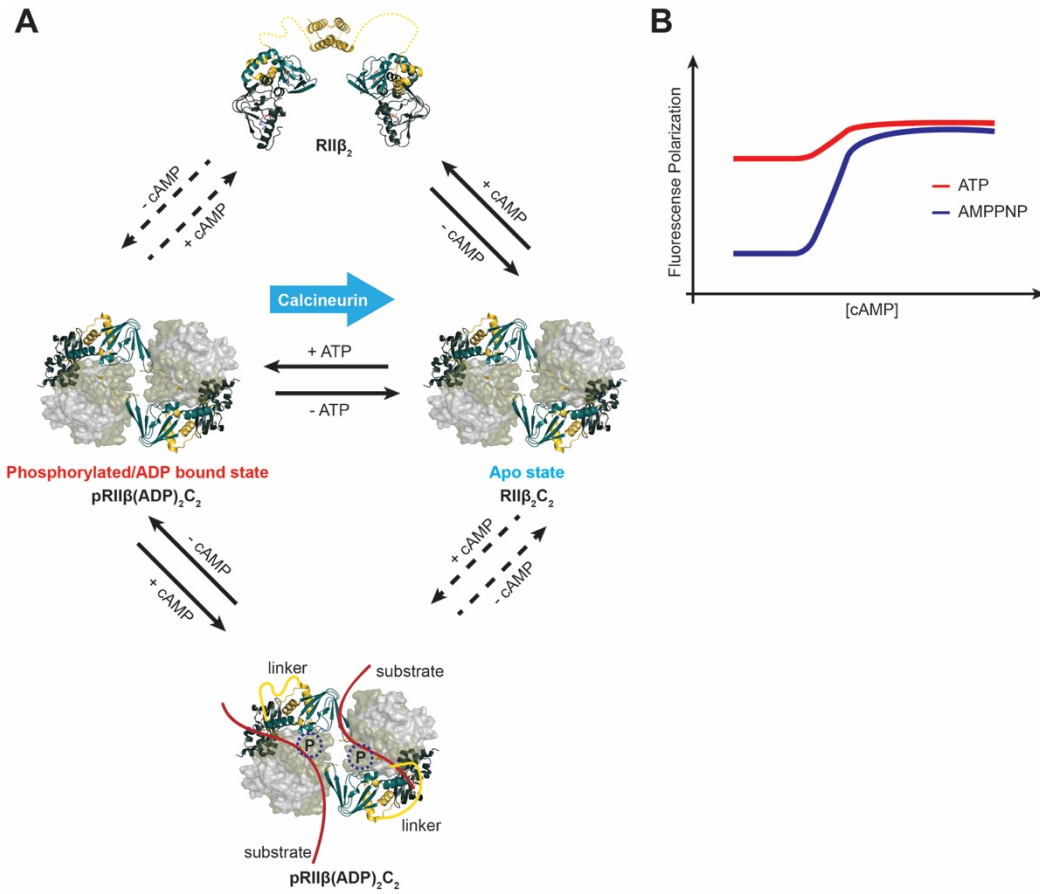 A
RIIβ₂
- cAMP
+ cAMP
+ cAMP
- cAMP
Calcineurin
+ ATP
- ATP
Phosphorylated/ADP bound state
pRIIβ(ADP)₂C₂
Apo state
RIIβ₂C₂
- cAMP
+ cAMP
+ cAMP
- cAMP
linker
substrate
P
P
linker
substrate
pRIIβ(ADP)₂C₂
B
Fluorescense Polarization
ATP
AMPPNP
[cAMP]